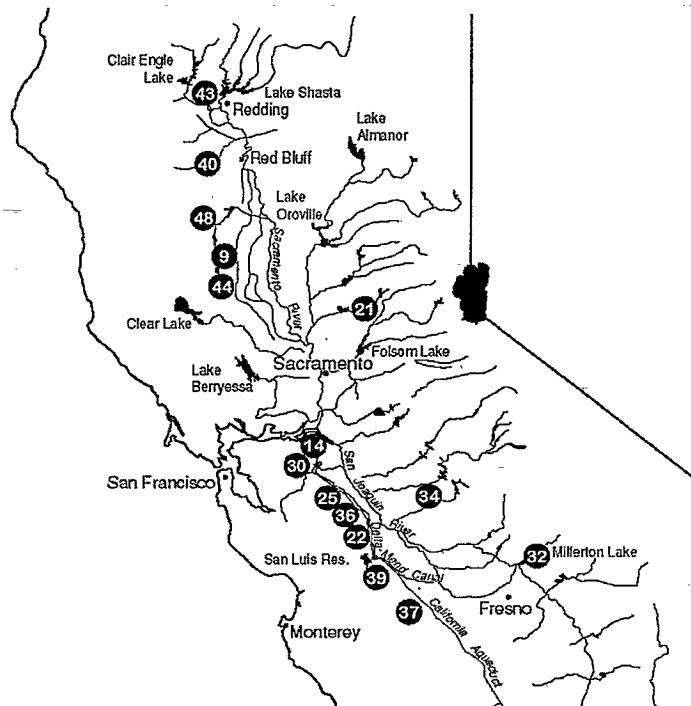 Clair Engle
Lake
43
Lake Shasta
Redding
Lake
Almanor
40
Red Bluff
Lake
Oroville
48
Sacramento
River
9
44
21
Clear Lake
Folsom Lake
Sacramento
Lake
Berryessa
14
30
San Joaquin
River
San Francisco
25
34
36
22
Delta-Mend Canal
32
Millerton Lake
San Luis Res.
39
37
Fresno
California
Aqueduct
Monterey